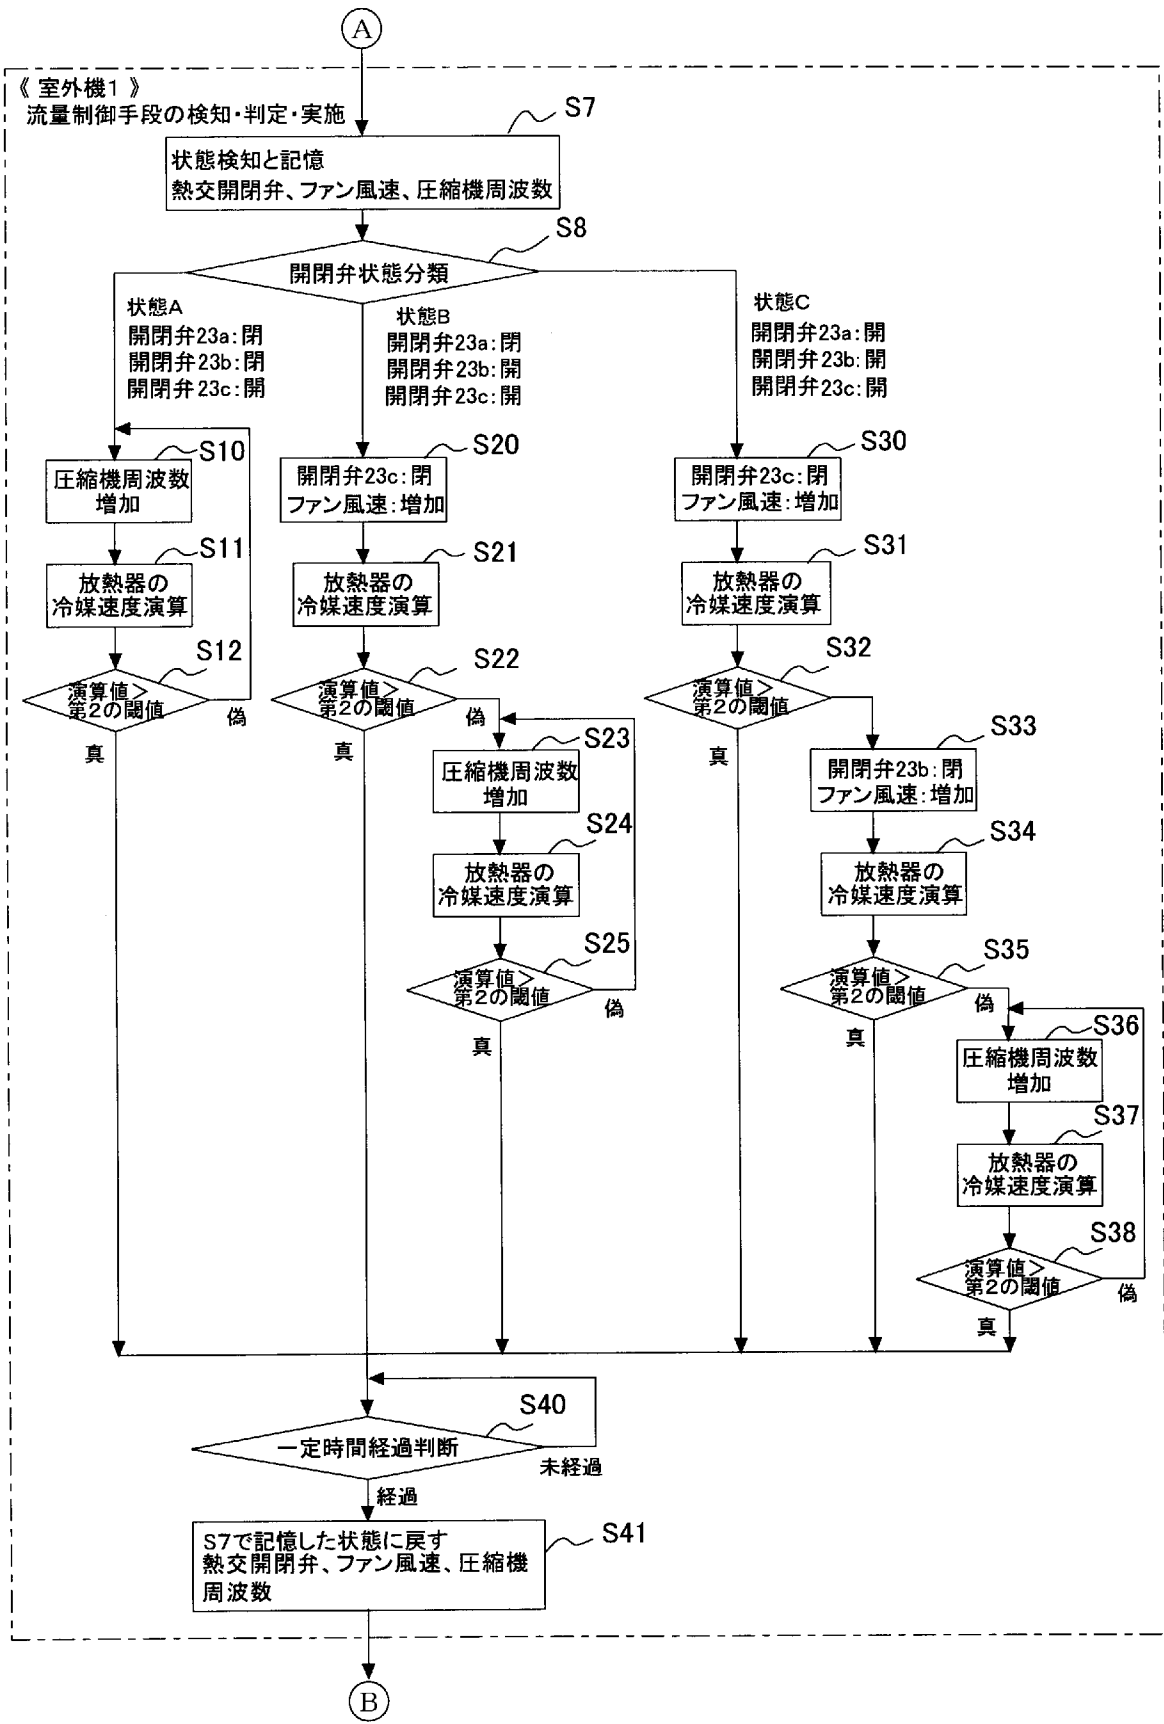 A
《 室外機1 》
流量制御手段の検知・判定・実施
S7
状態検知と記憶
熱交開閉弁、ファン風速、圧縮機周波数
S8
開閉弁状態分類
状態A
開閉弁23a:閉
開閉弁23b:閉
開閉弁23c:開
状態B
開閉弁23a:閉
開閉弁23b:開
開閉弁23c:開
状態C
開閉弁23a:開
開閉弁23b:開
開閉弁23c:開
S10
圧縮機周波数
増加
S11
放熱器の
冷媒速度演算
S12
演算値>
第2の閾値
偽
真
S20
開閉弁23c:閉
ファン風速:増加
S21
放熱器の
冷媒速度演算
S22
演算値>
第2の閾値
偽
真
S23
圧縮機周波数
増加
S24
放熱器の
冷媒速度演算
S25
演算値>
第2の閾値
偽
真
S30
開閉弁23c:閉
ファン風速:増加
S31
放熱器の
冷媒速度演算
S32
演算値>
第2の閾値
真
S33
開閉弁23b:閉
ファン風速:増加
S34
放熱器の
冷媒速度演算
S35
演算値>
第2の閾値
偽
真
S36
圧縮機周波数
増加
S37
放熱器の
冷媒速度演算
S38
演算値>
第2の閾値
偽
真
S40
一定時間経過判断
未経過
経過
S41
S7で記憶した状態に戻す
熱交開閉弁、ファン風速、圧縮機
周波数
B